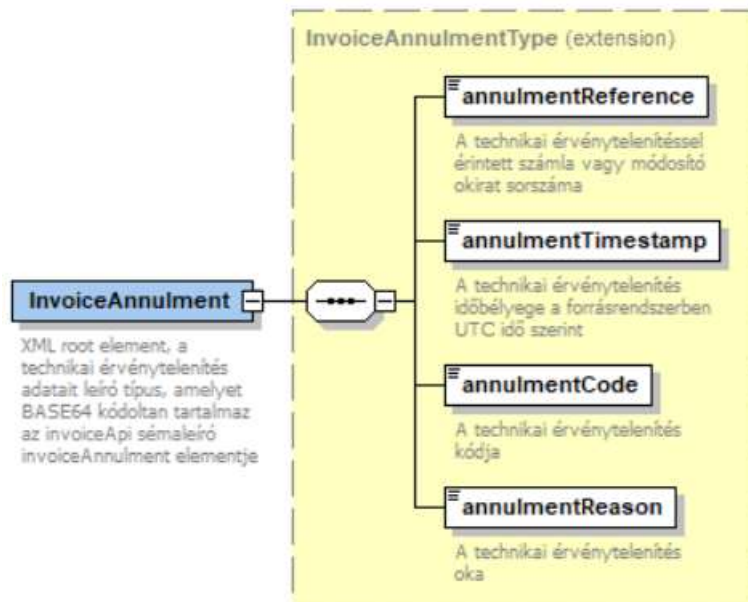 InvoiceAnnulmentType (extension)
annulmentReference
A technikai érvénytelenítéssel
érintett számla vagy módosító
okirat sorszáma
annulmentTimestamp
A technikai érvénytelenítés
időbélyege a forrásrendszerben
UTC idő szerint
InvoiceAnnulment
XML root element, a
technikai érvénytelenítés
adatait leíró típus, amelyet
BASE64 kódoltan tartalmaz
az invoiceApi sémaleíró
invoiceAnnulment elementje
annulmentCode
A technikai érvénytelenítés
kódja
annulmentReason
A technikai érvénytelenítés
oka